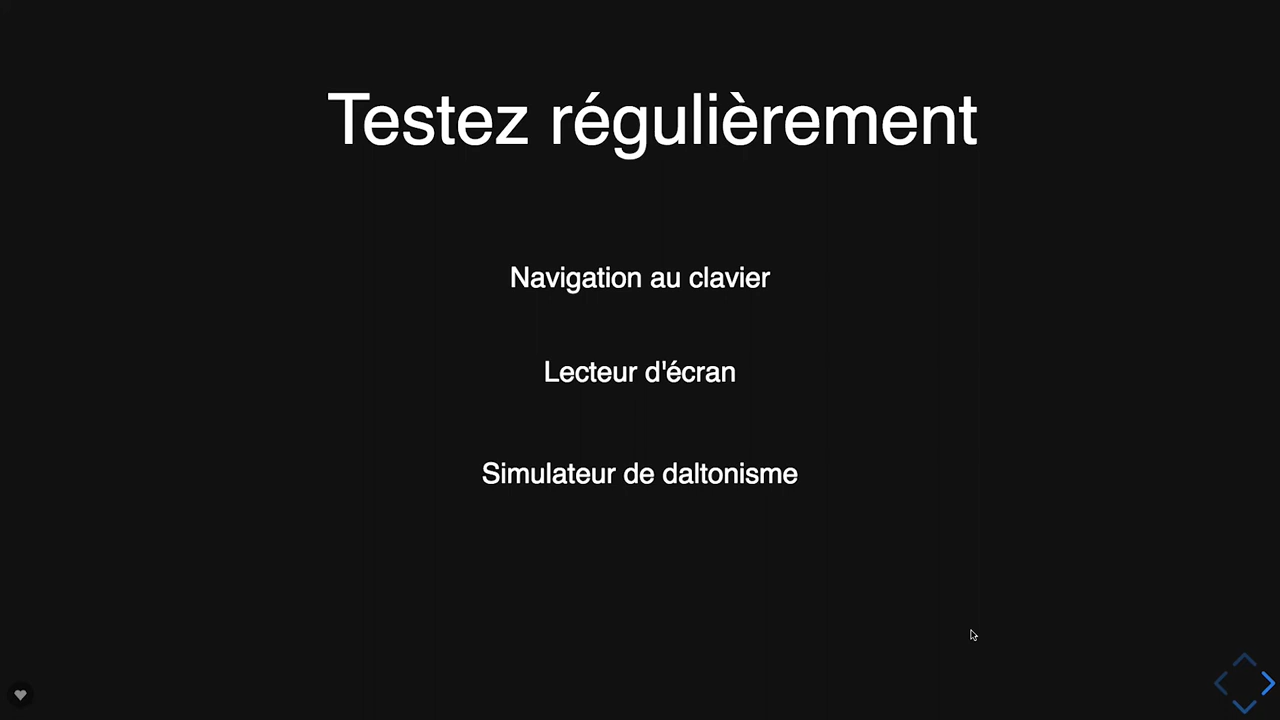 Testez régulièrement
Navigation au clavier
Lecteur d'écran
Simulateur de daltonisme